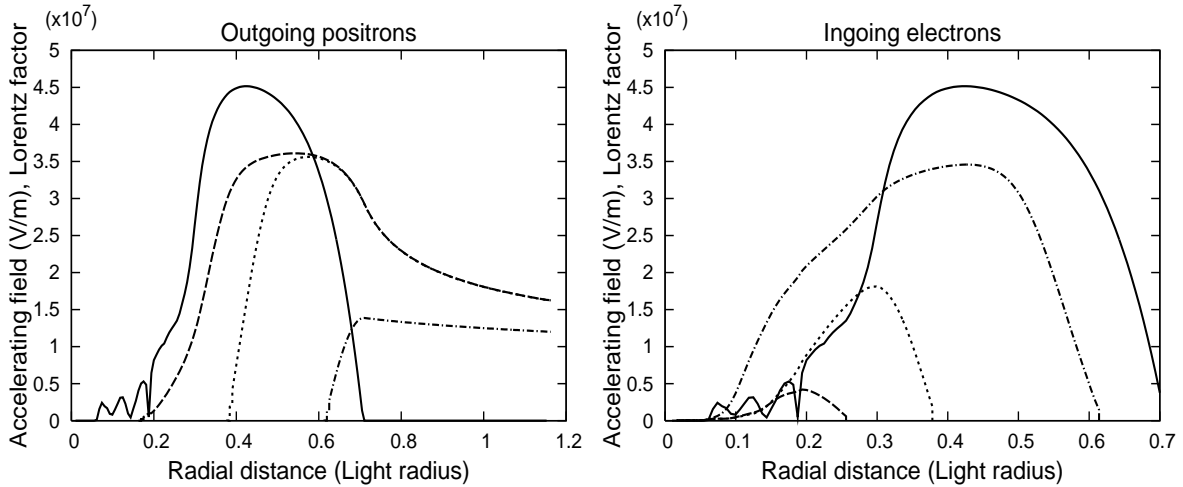 (x10⁷)
Outgoing positrons
Accelerating field (V/m), Lorentz factor
5
4.5
4
3.5
3
2.5
2
1.5
1
0.5
0
0 0.2 0.4 0.6 0.8 1 1.2
Radial distance (Light radius)
(x10⁷)
Ingoing electrons
Accelerating field (V/m), Lorentz factor
5
4.5
4
3.5
3
2.5
2
1.5
1
0.5
0
0 0.1 0.2 0.3 0.4 0.5 0.6 0.7
Radial distance (Light radius)